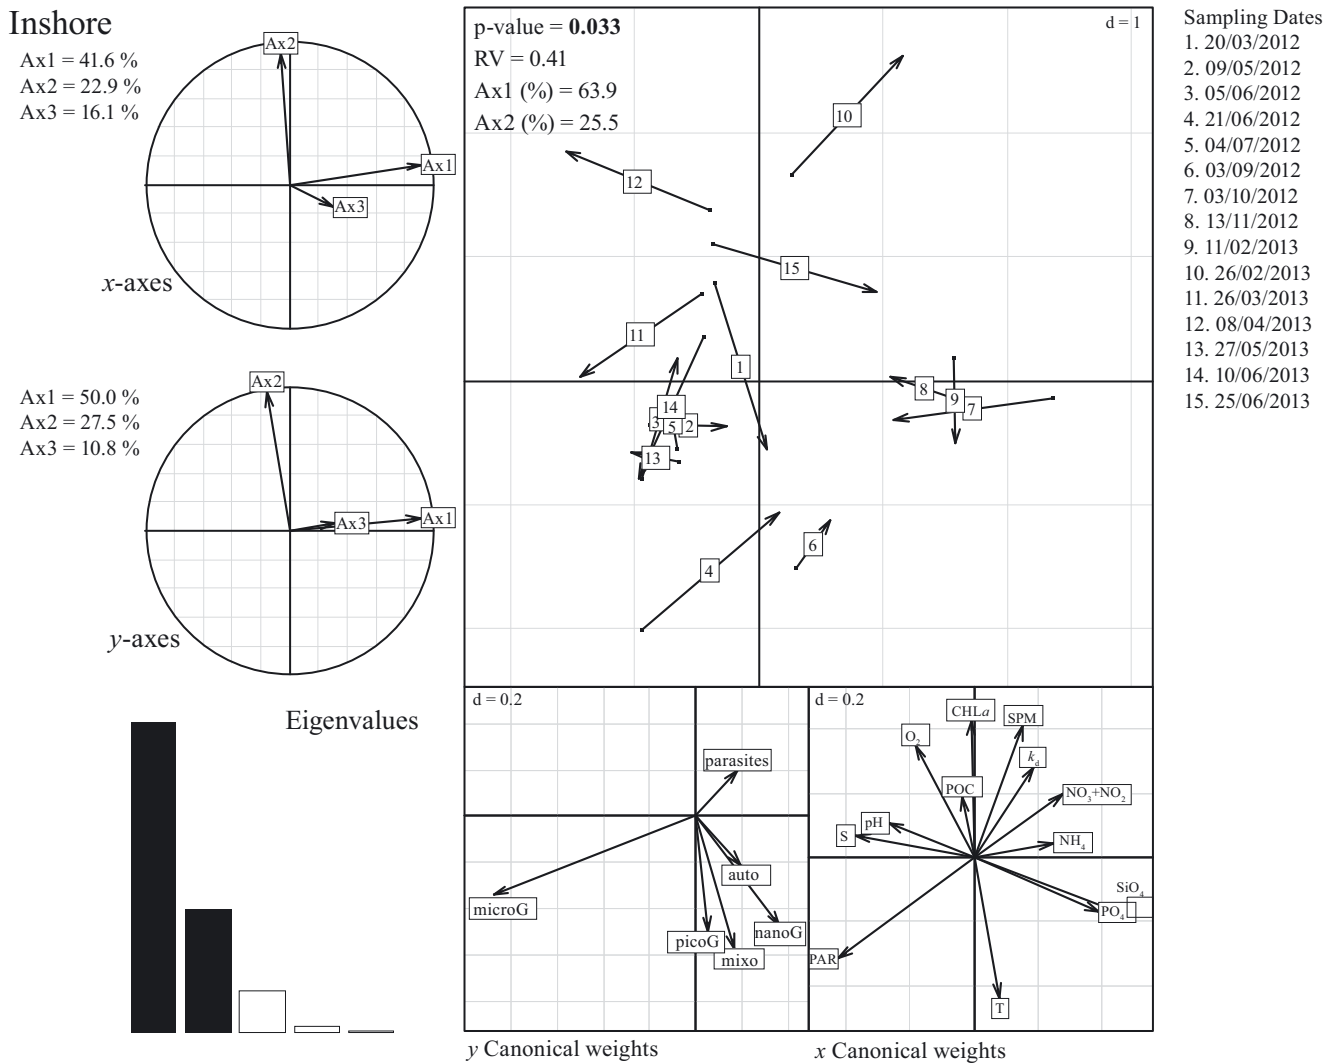 Inshore
Ax1 = 41.6 %
Ax2 = 22.9 %
Ax3 = 16.1 %
Ax2
Ax1
Ax3
x-axes
Ax1 = 50.0 %
Ax2 = 27.5 %
Ax3 = 10.8 %
Ax2
Ax3
Ax1
y-axes
Eigenvalues
p-value = 0.033
RV = 0.41
Ax1 (%) = 63.9
Ax2 (%) = 25.5
d = 1
10
12
15
11
1
8
9
7
14
3
5
2
13
6
4
d = 0.2
parasites
auto
microG
nanoG
picoG
mixo
y Canonical weights
d = 0.2
CHLa
SPM
O2
kd
POC
NO3+NO2
pH
S
NH4
SiO4
PO4
PAR
T
x Canonical weights
Sampling Dates
1. 20/03/2012
2. 09/05/2012
3. 05/06/2012
4. 21/06/2012
5. 04/07/2012
6. 03/09/2012
7. 03/10/2012
8. 13/11/2012
9. 11/02/2013
10. 26/02/2013
11. 26/03/2013
12. 08/04/2013
13. 27/05/2013
14. 10/06/2013
15. 25/06/2013